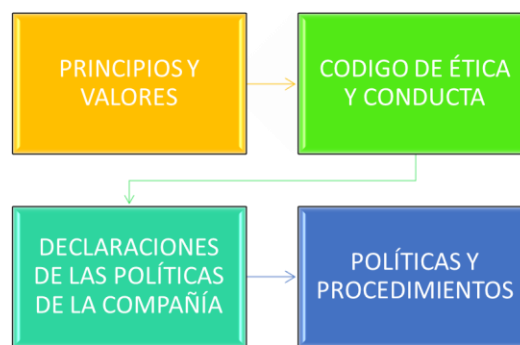 PRINCIPIOS Y
VALORES
CODIGO DE ÉTICA
Y CONDUCTA
DECLARACIONES
DE LAS POLÍTICAS
DE LA COMPAÑÍA
POLÍTICAS Y
PROCEDIMIENTOS